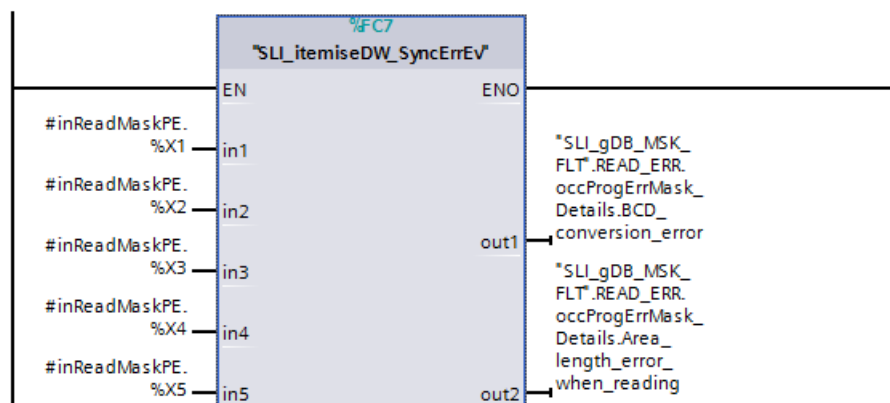 %FC7
"SLI_itemiseDW_SyncErrEv"
EN
ENO
#inReadMaskPE.
%X1
in1
#inReadMaskPE.
%X2
in2
#inReadMaskPE.
%X3
in3
#inReadMaskPE.
%X4
in4
#inReadMaskPE.
%X5
in5
"SLI_gDB_MSK_
FLT".READ_ERR.
occProgErrMask_
Details.BCD_
conversion_error
out1
"SLI_gDB_MSK_
FLT".READ_ERR.
occProgErrMask_
Details.Area_
length_error_
when_reading
out2